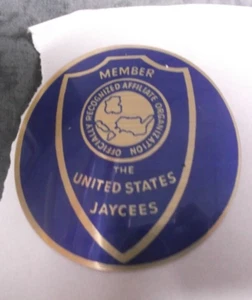 MEMBER
OFFICIALLY RECOGNIZED AFFILIATE ORGANIZATION
THE
UNITED STATES
JAYCEES